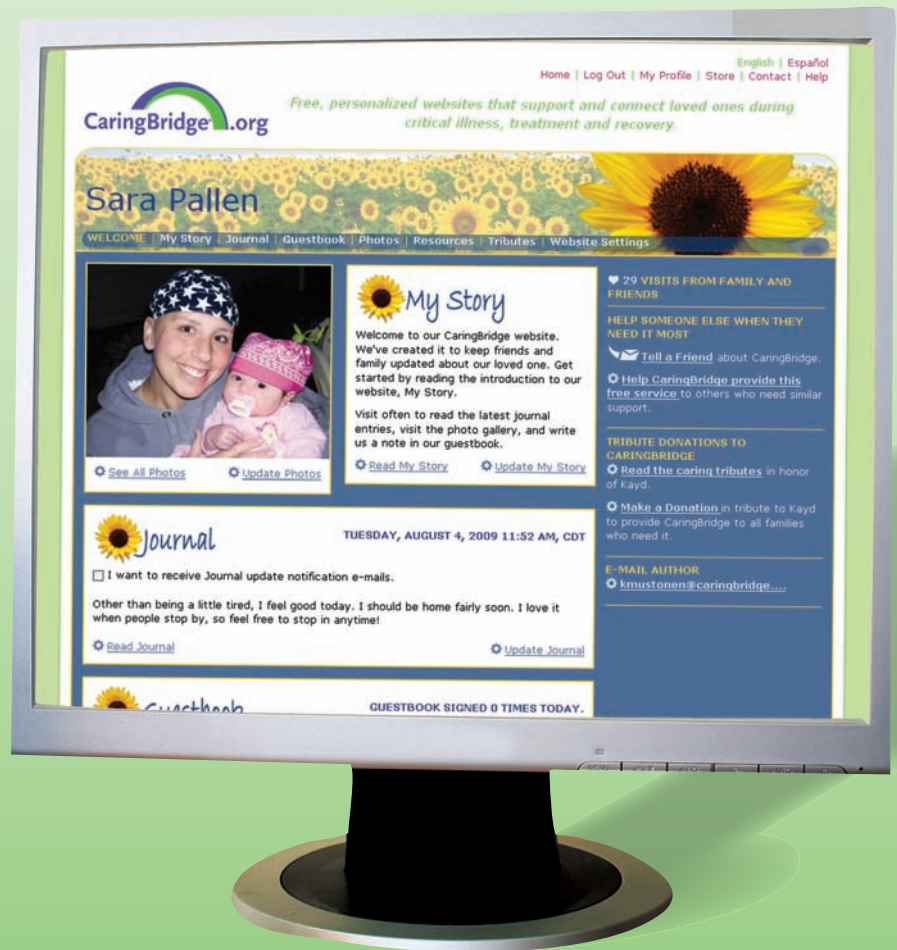 English | Español
Home | Log Out | My Profile | Store | Contact | Help
CaringBridge.org
Free, personalized websites that support and connect loved ones during
critical illness, treatment and recovery.
Sara Pallen
WELCOME | My Story | Journal | Guestbook | Photos | Resources | Tributes | Website Settings
See All Photos
Update Photos
My Story
Welcome to our CaringBridge website.
We've created it to keep friends and
family updated about our loved one. Get
started by reading the introduction to our
website, My Story.
Visit often to read the latest journal
entries, visit the photo gallery, and write
us a note in our guestbook.
Read My Story
Update My Story
29 VISITS FROM FAMILY AND
FRIENDS
HELP SOMEONE ELSE WHEN THEY
NEED IT MOST
Tell a Friend about CaringBridge.
Help CaringBridge provide this
free service to others who need similar
support.
TRIBUTE DONATIONS TO
CARINGBRIDGE
Read the caring tributes in honor
of Kayd.
Make a Donation in tribute to Kayd
to provide CaringBridge to all families
who need it.
E-MAIL AUTHOR
kmustonen@caringbridge....
Journal
TUESDAY, AUGUST 4, 2009 11:52 AM, CDT
I want to receive Journal update notification e-mails.
Other than being a little tired, I feel good today. I should be home fairly soon. I love it
when people stop by, so feel free to stop in anytime!
Read Journal
Update Journal
Guestbook
GUESTBOOK SIGNED 0 TIMES TODAY.